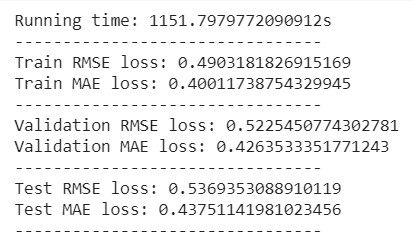 Running time: 1151.7979772090912s
--------------------------------
Train RMSE loss: 0.4903181826915169
Train MAE loss: 0.40011738754329945
--------------------------------
Validation RMSE loss: 0.5225450774302781
Validation MAE loss: 0.4263533351771243
--------------------------------
Test RMSE loss: 0.5369353088910119
Test MAE loss: 0.43751141981023456
--------------------------------